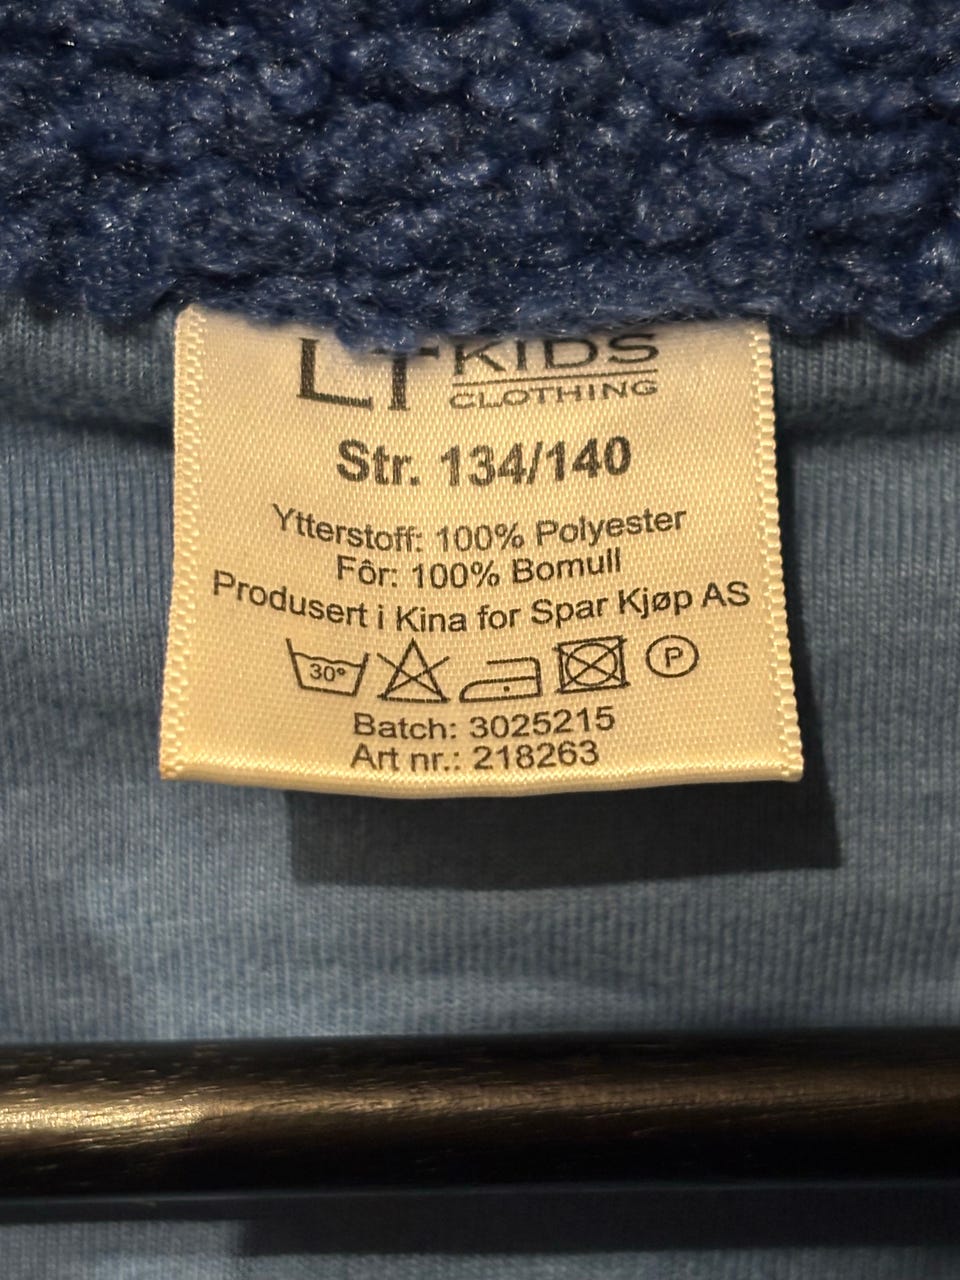 LT KIDS
CLOTHING
Str. 134/140
Ytterstoff: 100% Polyester
Fôr: 100% Bomull
Produsert i Kina for Spar Kjøp AS
30° P
Batch: 3025215
Art nr.: 218263